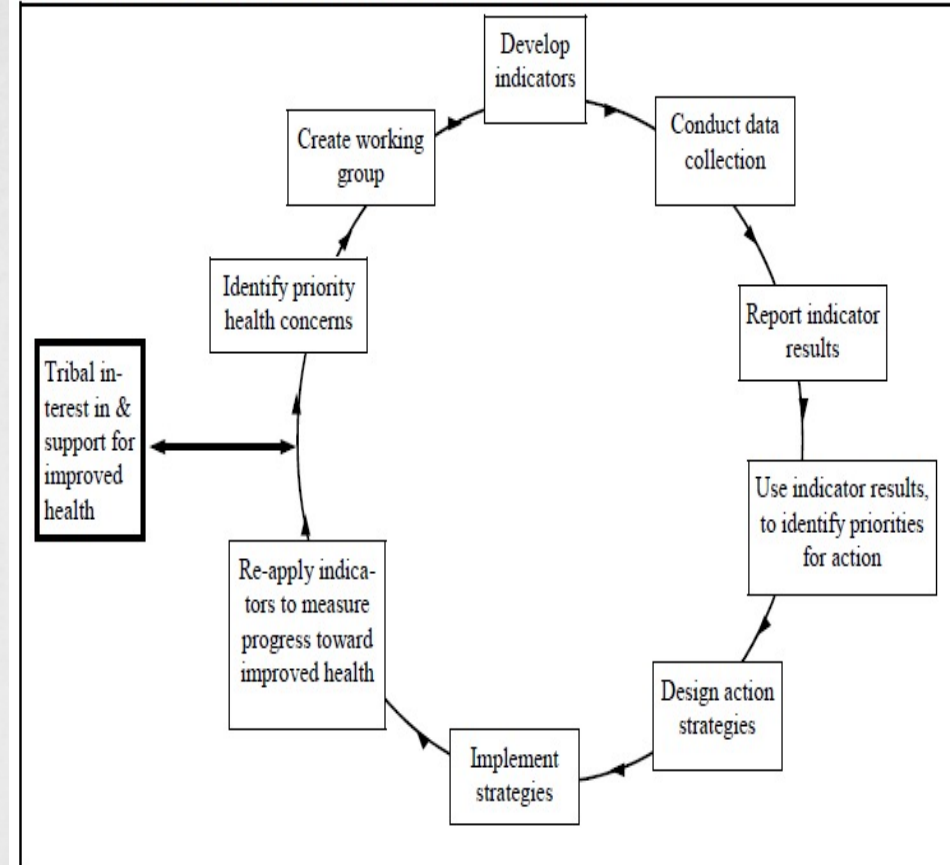 Develop
indicators
Conduct data
collection
Report indicator
results
Use indicator results,
to identify priorities
for action
Design action
strategies
Implement
strategies
Re-apply indica-
tors to measure
progress toward
improved health
Tribal in-
terest in &
support for
improved
health
Identify priority
health concerns
Create working
group